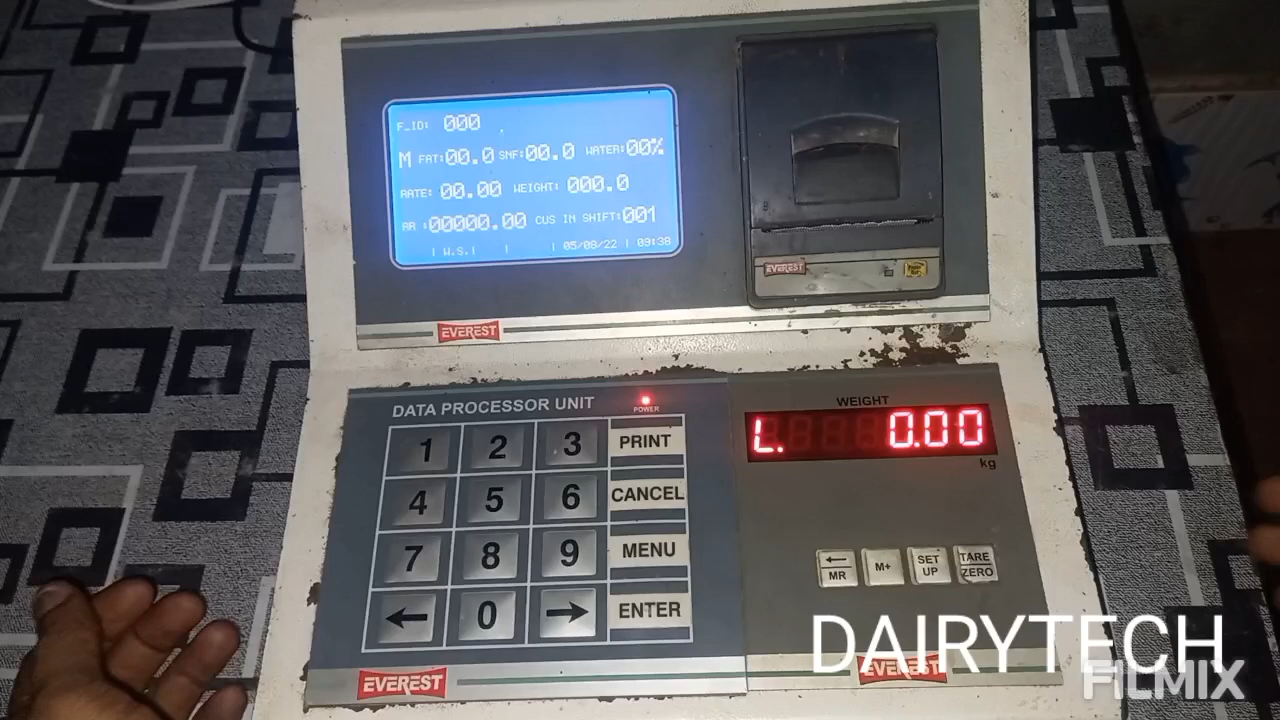 F_ID: 000
M FAT:00.0 SNF:00.0 WATER:00%
RATE: 00.00 WEIGHT: 000.0
AR :00000.00 CUS IN SHIFT:001
| W.S.| | | 05/08/22 | 09:38
EVEREST
EVEREST
DATA PROCESSOR UNIT
POWER
1 2 3 PRINT
4 5 6 CANCEL
7 8 9 MENU
← 0 → ENTER
EVEREST
WEIGHT
L. 0.00
kg
←
MR
M+
SET
UP
TARE
ZERO
DAIRYTECH
EVEREST
FILMIX